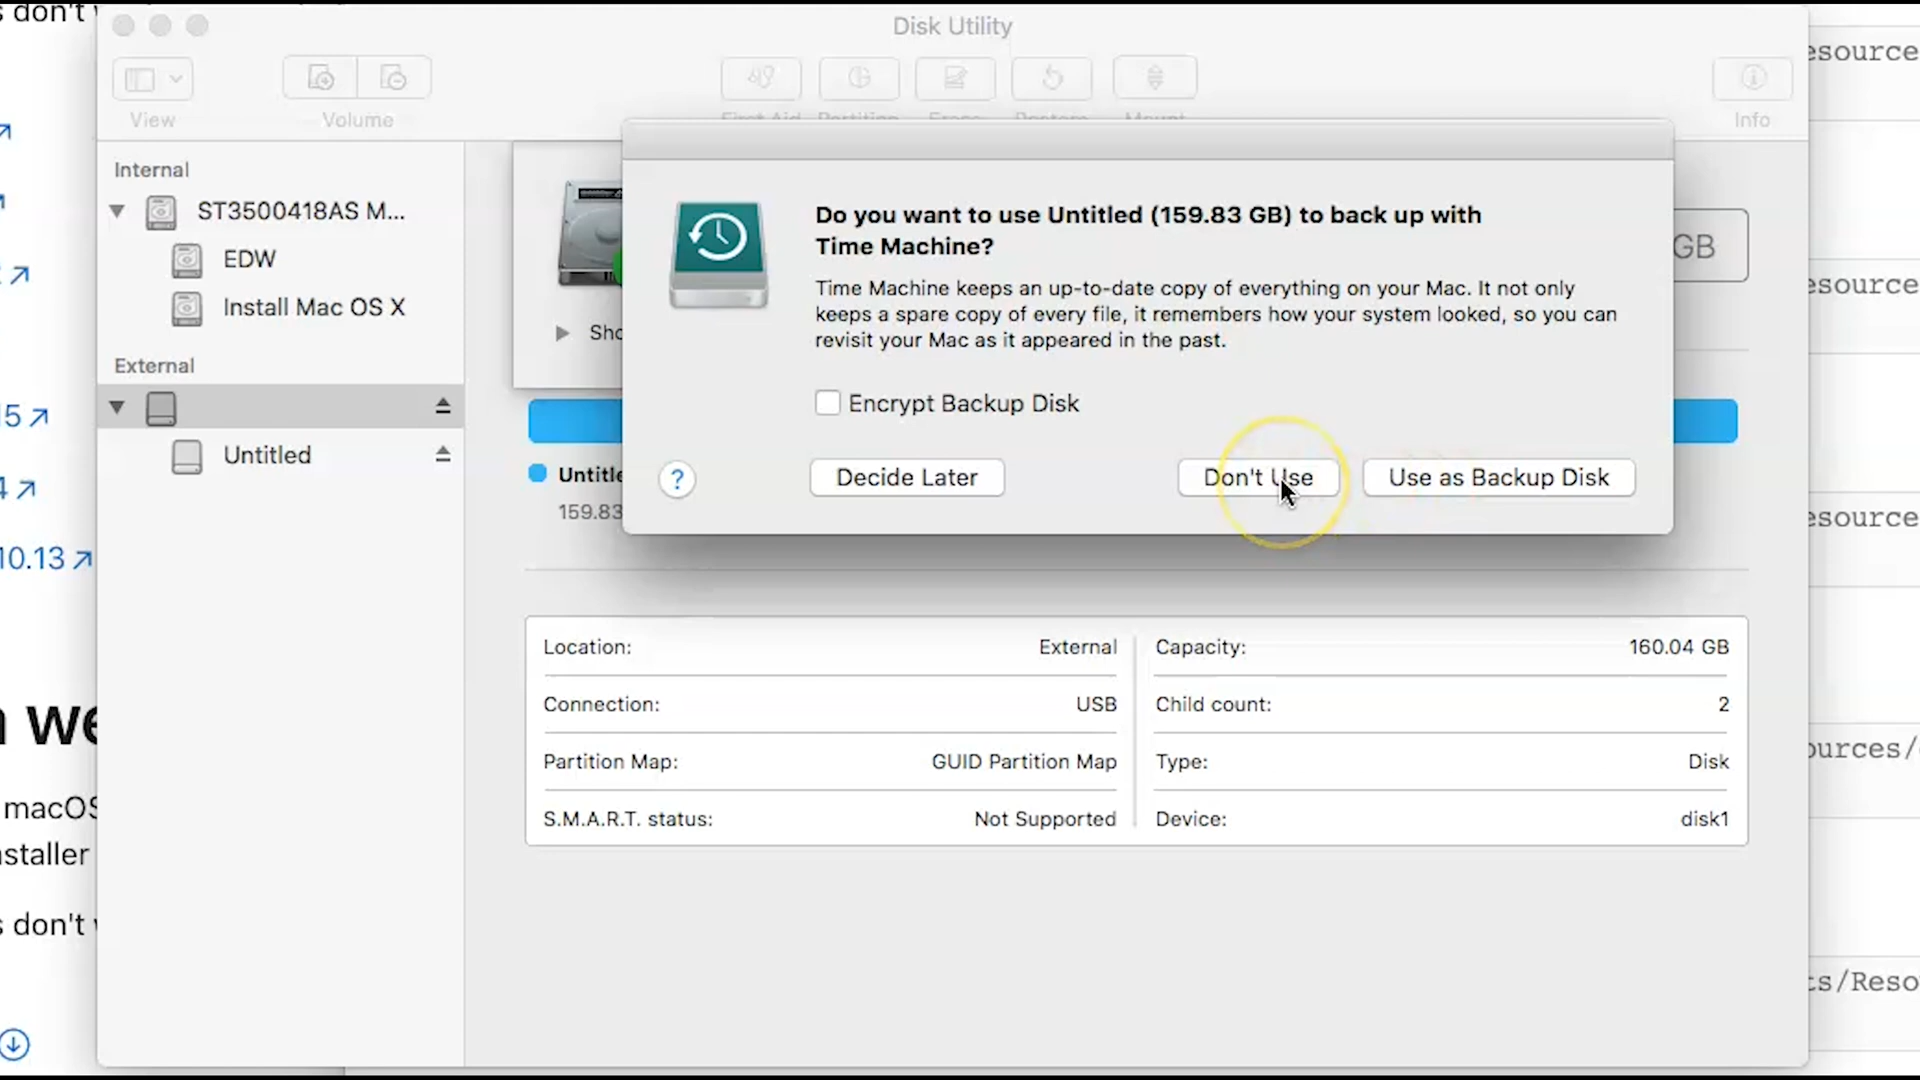 s don't
Disk Utility
View
Volume
Info
Internal
ST3500418AS M...
EDW
Install Mac OS X
External
Untitled
Do you want to use Untitled (159.83 GB) to back up with
Time Machine?
Time Machine keeps an up-to-date copy of everything on your Mac. It not only
keeps a spare copy of every file, it remembers how your system looked, so you can
revisit your Mac as it appeared in the past.
Encrypt Backup Disk
?
Decide Later
Don't Use
Use as Backup Disk
GB
Sho
Untitle
159.83
Location:
External
Capacity:
160.04 GB
Connection:
USB
Child count:
2
Partition Map:
GUID Partition Map
Type:
Disk
S.M.A.R.T. status:
Not Supported
Device:
disk1
15
4
10.13
we
macOS
nstaller
s don't
esource
esource
esource
ources/
ts/Reso